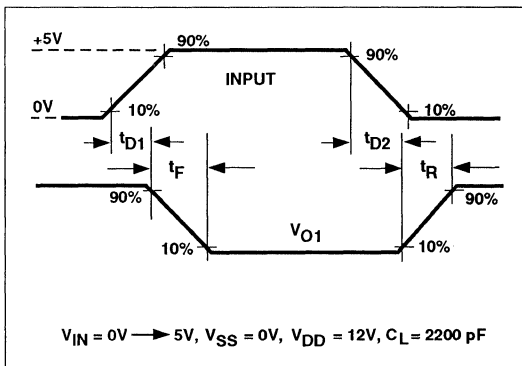 +5V
90%
90%
INPUT
0V
10%
10%
tD1
tD2
tF
tR
90%
90%
VO1
10%
10%
VIN = 0V → 5V, VSS = 0V, VDD = 12V, CL = 2200 pF